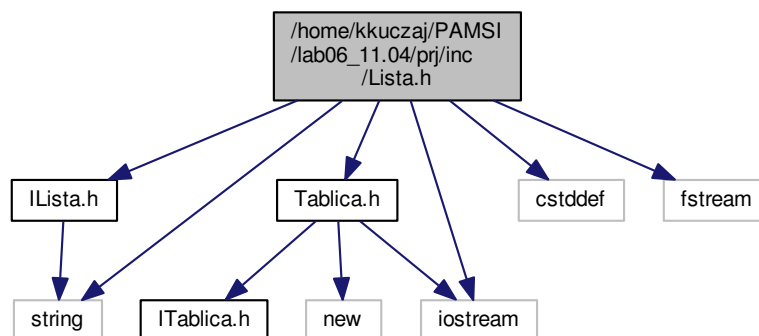 /home/kkuczaj/PAMSI
/lab06_11.04/prj/inc
/Lista.h
ILista.h
Tablica.h
cstddef
fstream
string
ITablica.h
new
iostream